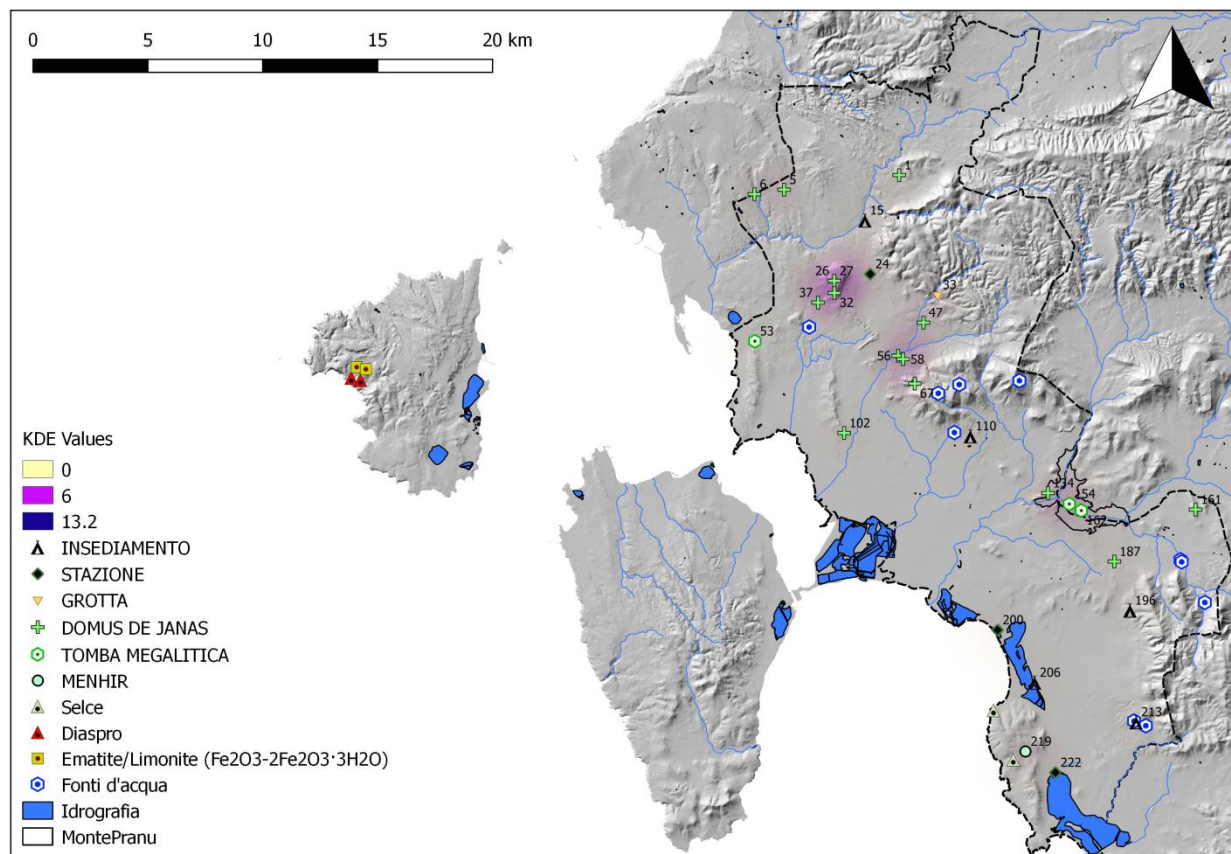 0 5 10 15 20 km
KDE Values
0
6
13.2
INSEDIAMENTO
STAZIONE
GROTTA
DOMUS DE JANAS
TOMBA MEGALITICA
MENHIR
Selce
Diaspro
Ematite/Limonite (Fe2O3-2Fe2O3·3H2O)
Fonti d'acqua
Idrografia
MontePranu
1
6
5
15
24
26
27
33
37
32
47
53
56
58
67
102
110
134
154
162
161
187
196
200
206
213
219
222